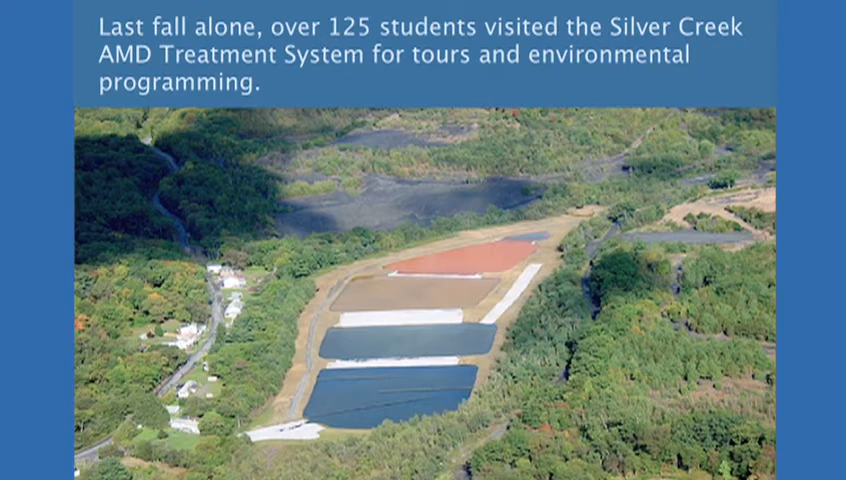 Last fall alone, over 125 students visited the Silver Creek
AMD Treatment System for tours and environmental
programming.